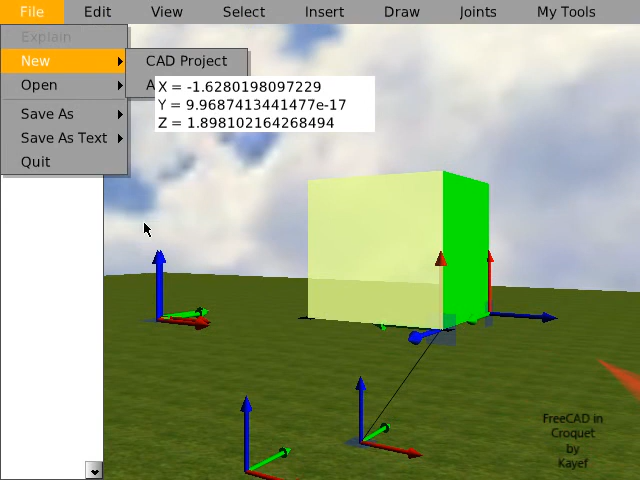 File Edit View Select Insert Draw Joints My Tools
Explain
New
CAD Project
Open
X = -1.6280198097229
Y = 9.9687413441477e-17
Z = 1.898102164268494
Save As
Save As Text
Quit
FreeCAD in
Croquet
by
Kayef